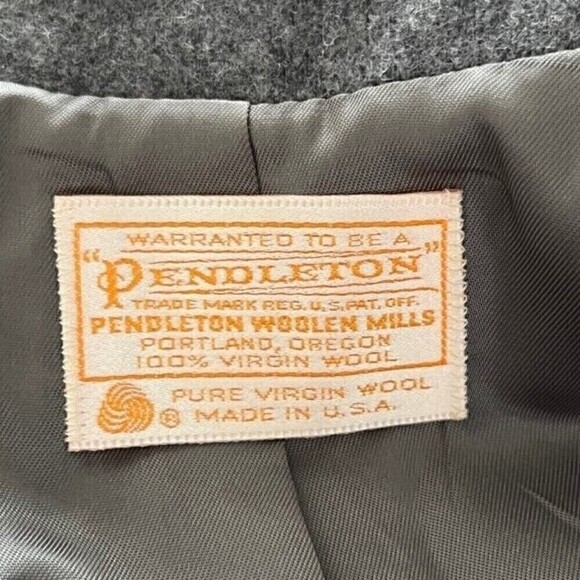 WARRANTED TO BE A
"PENDLETON"
TRADE MARK REG. U.S. PAT. OFF.
PENDLETON WOOLEN MILLS
PORTLAND, OREGON
100% VIRGIN WOOL
® PURE VIRGIN WOOL
MADE IN U.S.A.